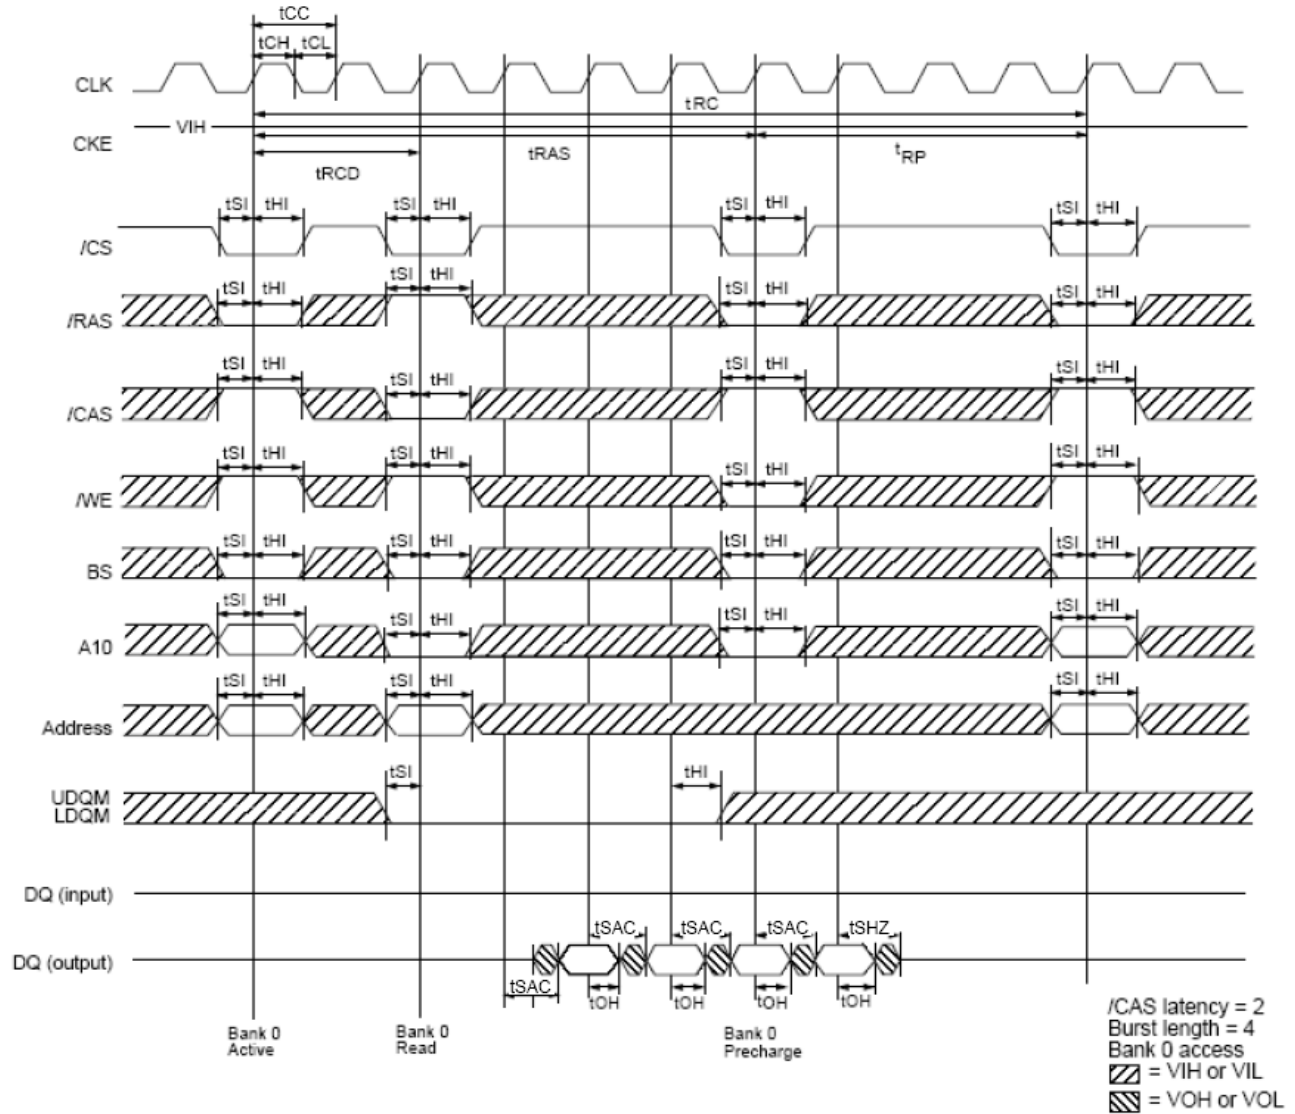 tCC
tCH tCL
CLK
tRC
VIH
CKE
tRAS
tRP
tRCD
tSI tHI tSI tHI tSI tHI tSI tHI
/CS
tSI tHI
tSI tHI tSI tHI tSI tHI
/RAS
tSI tHI tSI tHI tSI tHI tSI tHI
/CAS
tSI tHI tSI tHI tSI tHI tSI tHI
/WE
tSI tHI tSI tHI tSI tHI tSI tHI
BS
tSI tHI tSI tHI tSI tHI tSI tHI
A10
tSI tHI tSI tHI tSI tHI
Address
tSI tHI
UDQM
LDQM
DQ (input)
tSAC tSAC tSAC tSHZ
DQ (output)
tSAC tOH tOH tOH tOH
Bank 0
Active
Bank 0
Read
Bank 0
Precharge
/CAS latency = 2
Burst length = 4
Bank 0 access
= VIH or VIL
= VOH or VOL